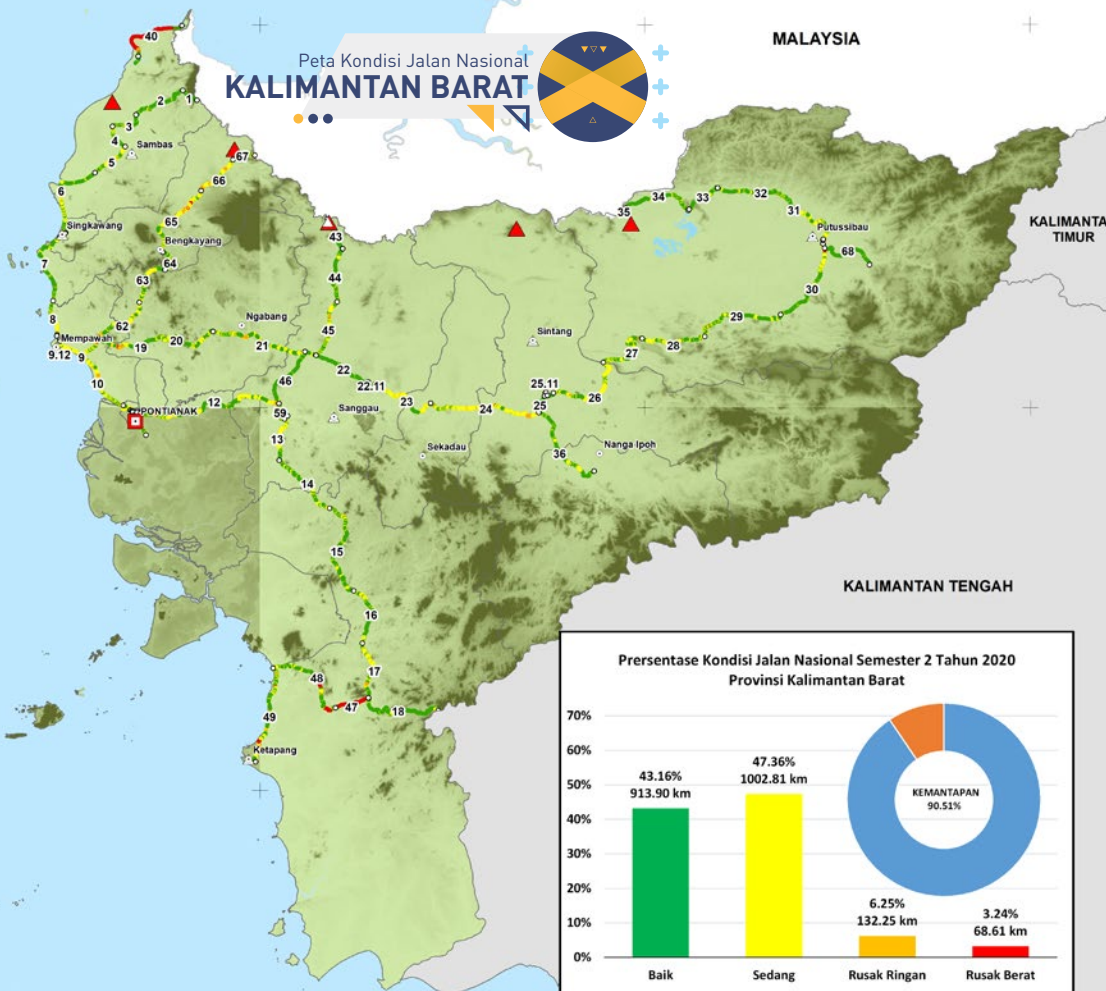 Peta Kondisi Jalan Nasional
KALIMANTAN BARAT
MALAYSIA
KALIMANTA
TIMUR
KALIMANTAN TENGAH
40
2
1
3
4
Sambas
5
67
66
6
Singkawang
65
Bengkayang
64
7
63
43
44
45
8
Mempawah
9.12
9
62
19
20
Ngabang
21
10
PONTIANAK
12
46
59
13
22
22.11
Sanggau
23
24
Sekadau
Sintang
25.11
25
26
27
28
29
30
36
Nanga Ipoh
35
34
33
32
31
Putussibau
68
14
15
16
17
48
47
18
49
Ketapang
Prersentase Kondisi Jalan Nasional Semester 2 Tahun 2020
Provinsi Kalimantan Barat
70%
60%
50%
40%
30%
20%
10%
0%
43.16%
913.90 km
47.36%
1002.81 km
6.25%
132.25 km
3.24%
68.61 km
KEMANTAPAN
90.51%
Baik
Sedang
Rusak Ringan
Rusak Berat